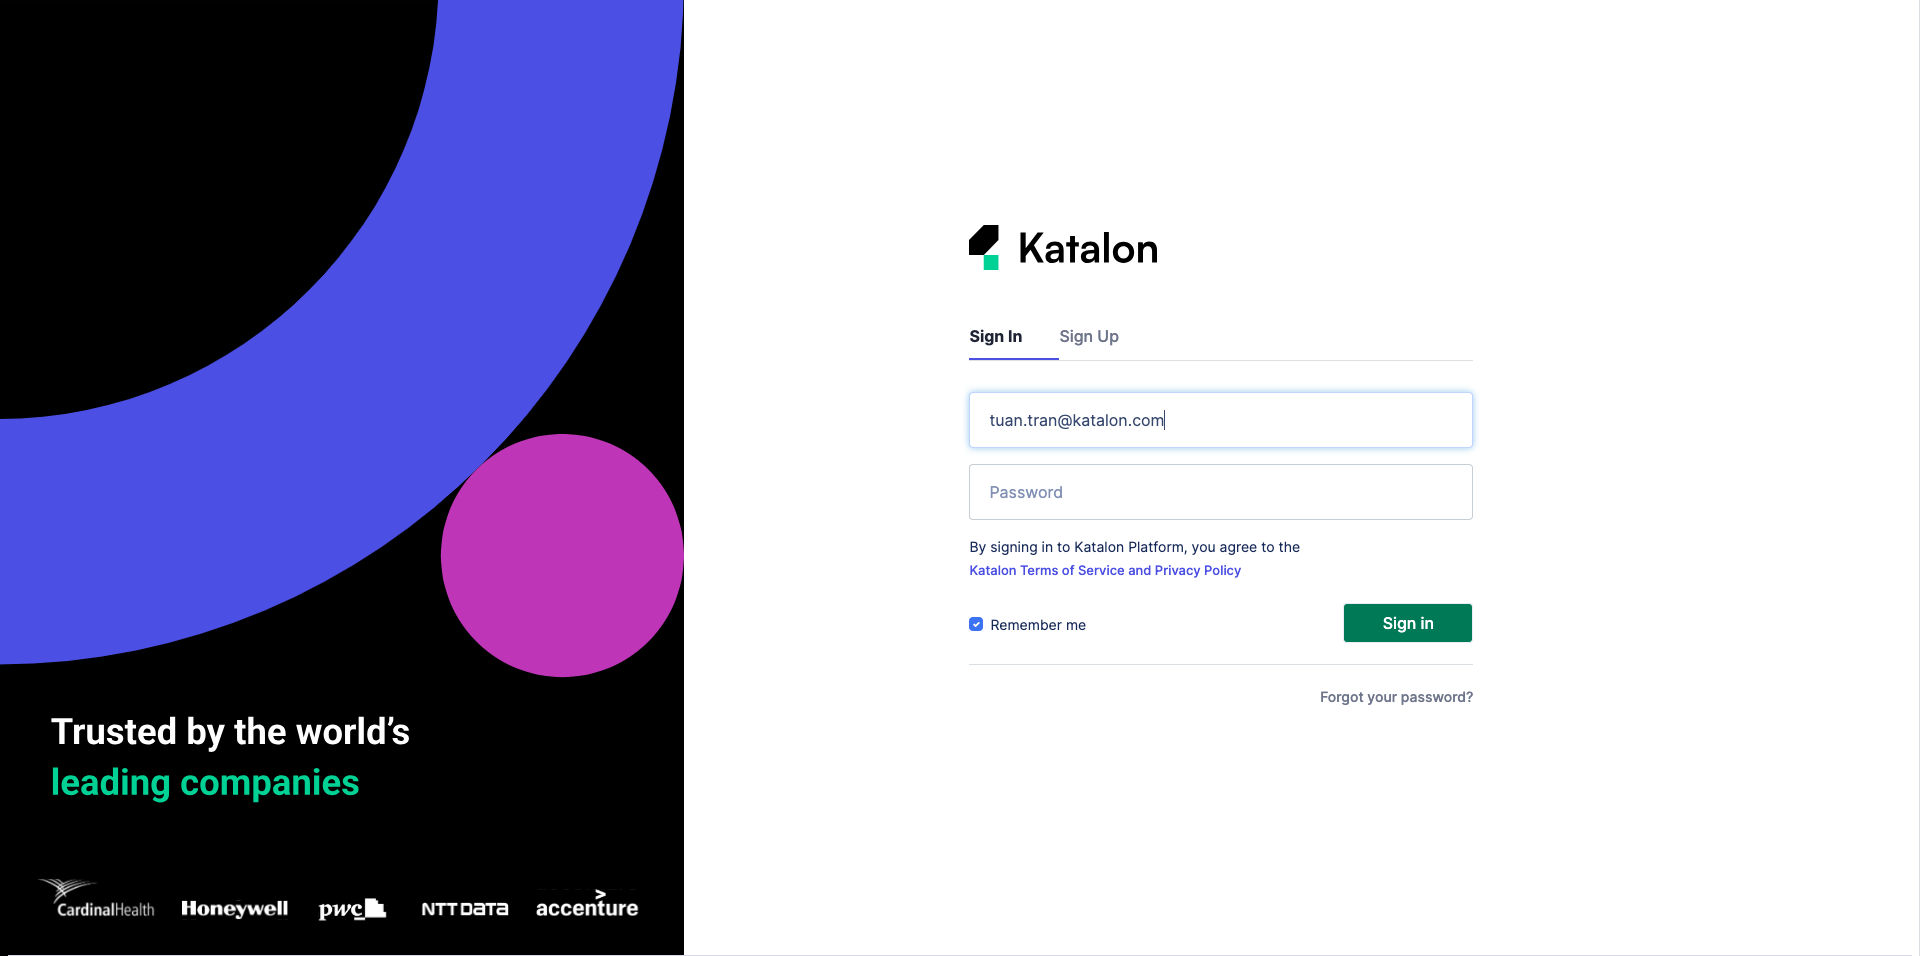 Katalon
Sign In
Sign Up
tuan.tran@katalon.com
Password
By signing in to Katalon Platform, you agree to the
Katalon Terms of Service and Privacy Policy
Remember me
Sign in
Forgot your password?
Trusted by the world’s
leading companies
CardinalHealth
Honeywell
pwc
NTT DATA
accenture